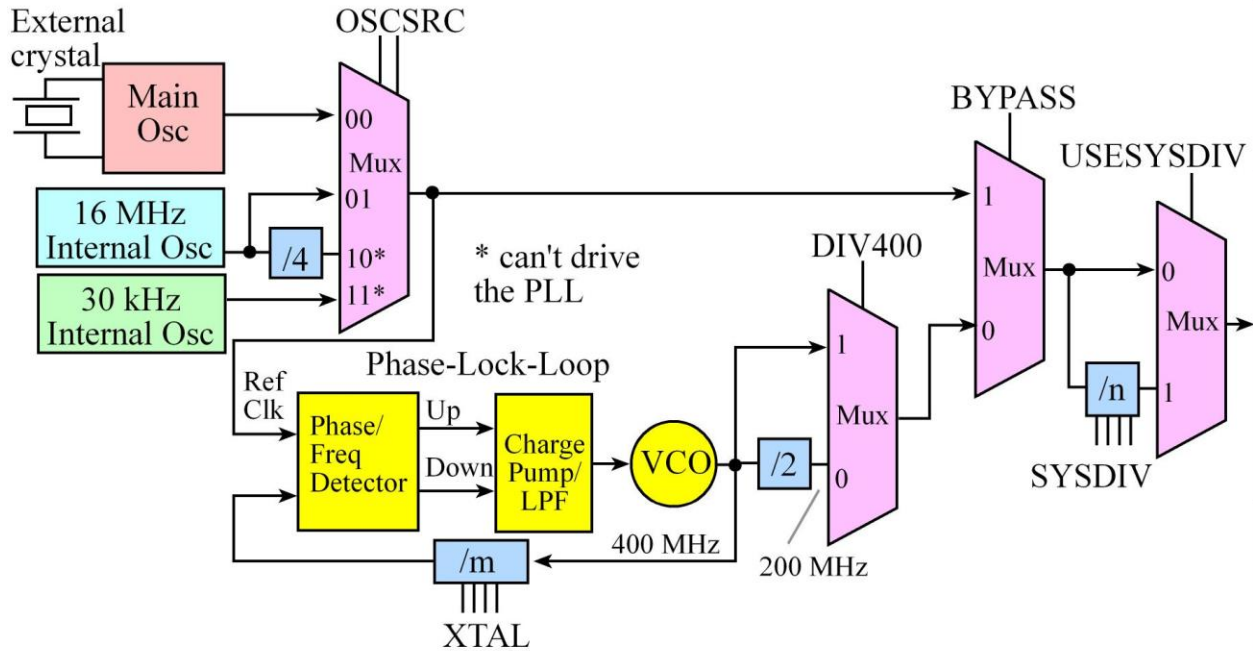 External
crystal
OSCSRC
Main
Osc
00
Mux
01
10*
11*
16 MHz
Internal Osc
/4
30 kHz
Internal Osc
* can't drive
the PLL
BYPASS
1
Mux
0
USESYSDIV
0
Mux
1
/n
SYSDIV
DIV400
1
Mux
0
Phase-Lock-Loop
Ref
Clk
Phase/
Freq
Detector
Up
Down
Charge
Pump/
LPF
VCO
/2
400 MHz
200 MHz
/m
XTAL